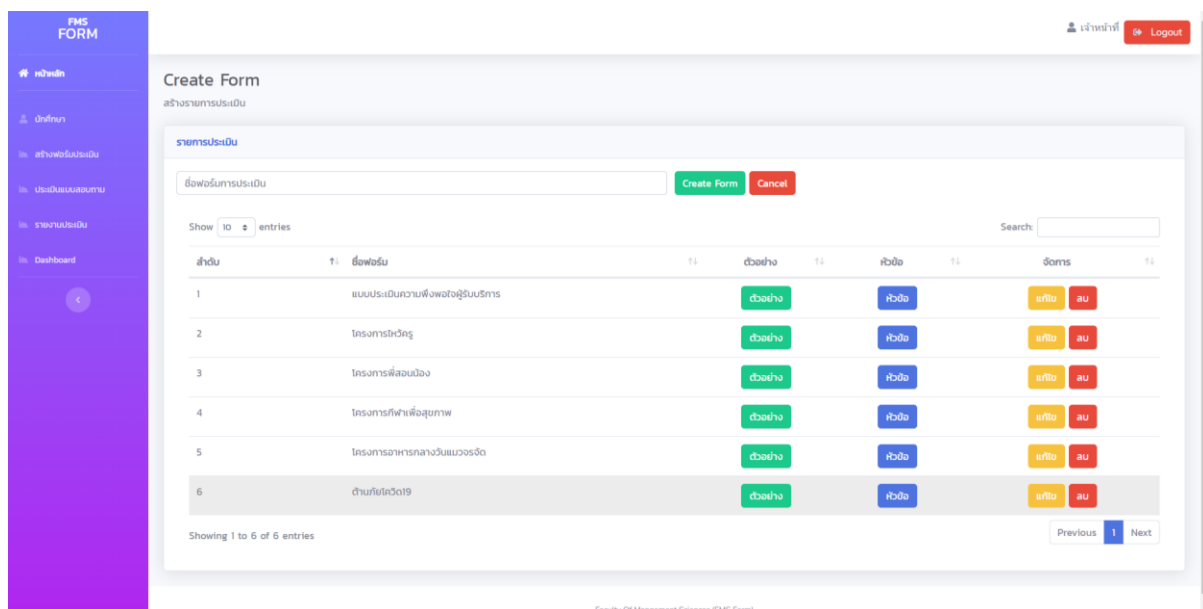 FMS
FORM
เจ้าหน้าที่ Logout
หน้าหลัก
นักศึกษา
สร้างฟอร์มประเมิน
ประเมินแบบสอบถาม
รายงานประเมิน
Dashboard
Create Form
สร้างรายการประเมิน
รายการประเมิน
ชื่อฟอร์มการประเมิน Create Form Cancel
Show 10 entries Search:
ลำดับ ชื่อฟอร์ม ตัวอย่าง หัวข้อ จัดการ
1 แบบประเมินความพึงพอใจผู้รับบริการ ตัวอย่าง หัวข้อ แก้ไข ลบ
2 โครงการไหว้ครู ตัวอย่าง หัวข้อ แก้ไข ลบ
3 โครงการพี่สอนน้อง ตัวอย่าง หัวข้อ แก้ไข ลบ
4 โครงการกีฬาเพื่อสุขภาพ ตัวอย่าง หัวข้อ แก้ไข ลบ
5 โครงการอาหารกลางวันแมวจรจัด ตัวอย่าง หัวข้อ แก้ไข ลบ
6 ต้านภัยโควิด19 ตัวอย่าง หัวข้อ แก้ไข ลบ
Showing 1 to 6 of 6 entries Previous 1 Next